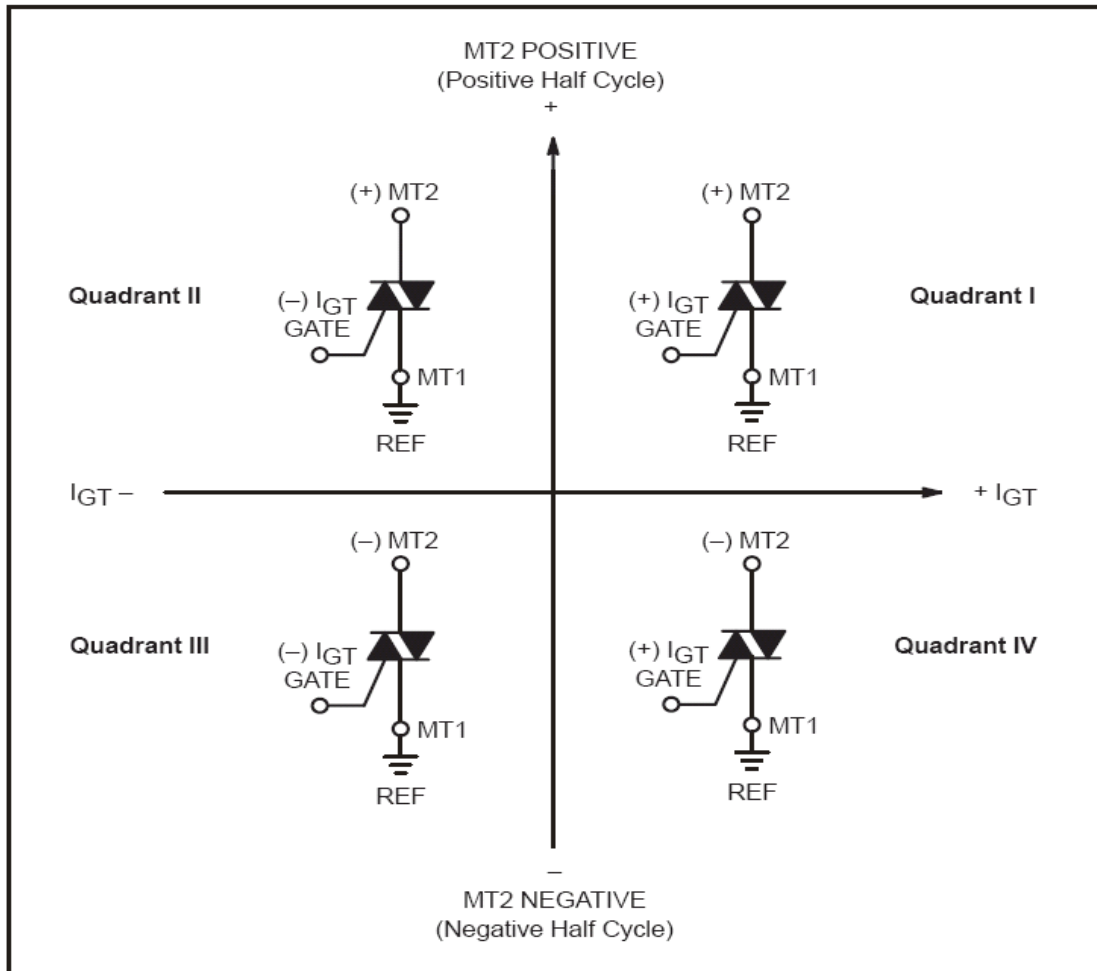 MT2 POSITIVE
(Positive Half Cycle)
+
(+) MT2
Quadrant II
(–) IGT
GATE
MT1
REF
(+) MT2
(+) IGT
GATE
Quadrant I
MT1
REF
IGT –
+ IGT
(–) MT2
Quadrant III
(–) IGT
GATE
MT1
REF
(–) MT2
(+) IGT
GATE
Quadrant IV
MT1
REF
–
MT2 NEGATIVE
(Negative Half Cycle)